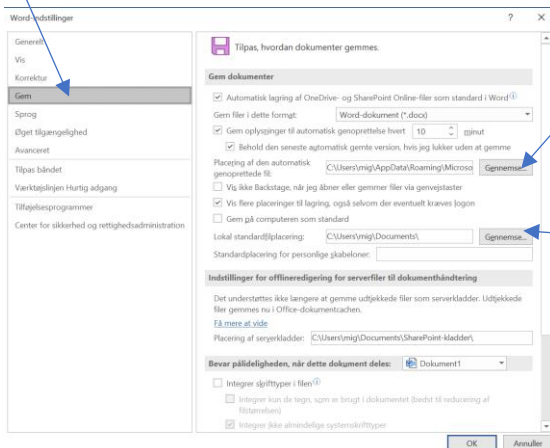 Word-indstillinger
? ×
Generelt
Vis
Korrektur
Gem
Sprog
Øget tilgængelighed
Avanceret
Tilpas båndet
Værktøjslinjen Hurtig adgang
Tilføjelsesprogrammer
Center for sikkerhed og rettighedsadministration
Tilpas, hvordan dokumenter gemmes.
Gem dokumenter
Automatisk lagring af OneDrive- og SharePoint Online-filer som standard i Word
Gem filer i dette format: Word-dokument (*.docx)
Gem oplysninger til automatisk genoprettelse hvert 10 minut
Behold den seneste automatisk gemte version, hvis jeg lukker uden at gemme
Placering af den automatisk
genoprettede fil: C:\Users\mig\AppData\Roaming\Microso Gennemse...
Vis ikke Backstage, når jeg åbner eller gemmer filer via genvejstaster
Vis flere placeringer til lagring, også selvom der eventuelt kræves logon
Gem på computeren som standard
Lokal standardfilplacering: C:\Users\mig\Documents\ Gennemse...
Standardplacering for personlige skabeloner:
Indstillinger for offlineredigering for serverfiler til dokumenthåndtering
Det understøttes ikke længere at gemme udtjekkede filer som serverkladder. Udtjekkede
filer gemmes nu i Office-dokumentcachen.
Få mere at vide
Placering af serverkladder: C:\Users\mig\Documents\SharePoint-kladder\
Bevar pålideligheden, når dette dokument deles: Dokument1
Integrer skrifttyper i filen
Integrer kun de tegn, som er brugt i dokumentet (bedst til reducering af
filstørrelsen)
Integrer ikke almindelige systemskrifttyper
OK Annuller